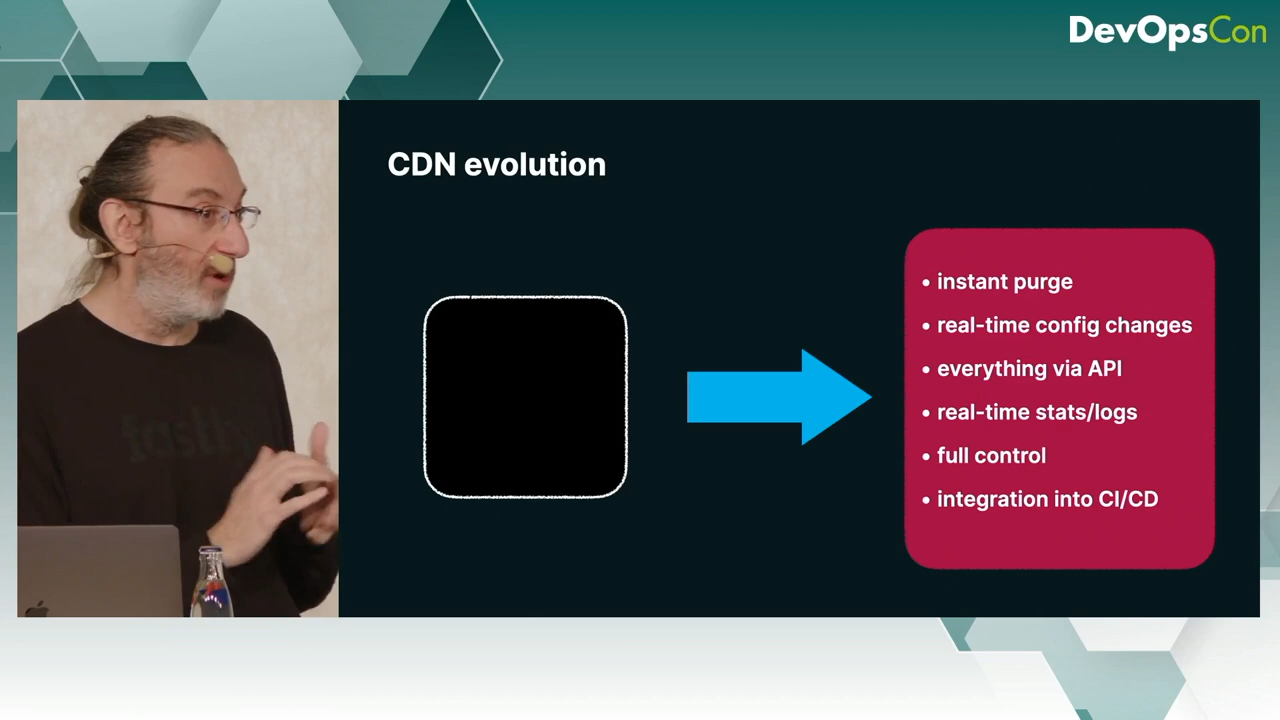 DevOpsCon
CDN evolution
• instant purge
• real-time config changes
• everything via API
• real-time stats/logs
• full control
• integration into CI/CD
fastly